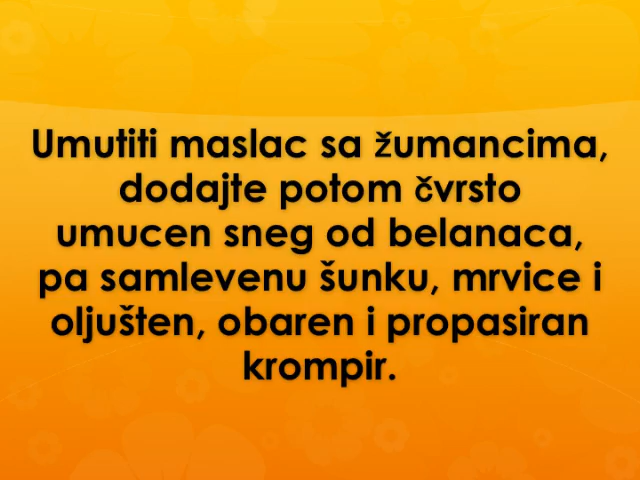 Umutiti maslac sa žumancima,
dodajte potom čvrsto
umucen sneg od belanaca,
pa samlevenu šunku, mrvice i
oljušten, obaren i propasiran
krompir.